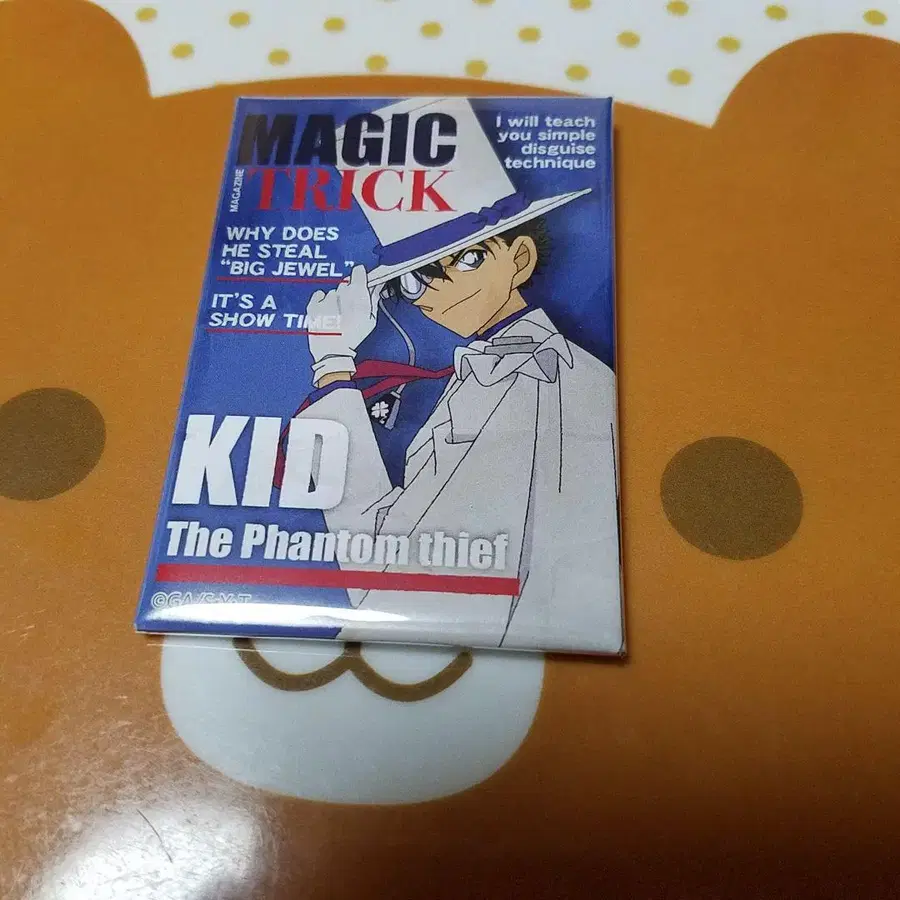 MAGIC
TRICK
MAGAZINE
I will teach
you simple
disguise
technique
WHY DOES
HE STEAL
“BIG JEWEL”
IT'S A
SHOW TIME!
KID
The Phantom thief
©GA/S·Y·T